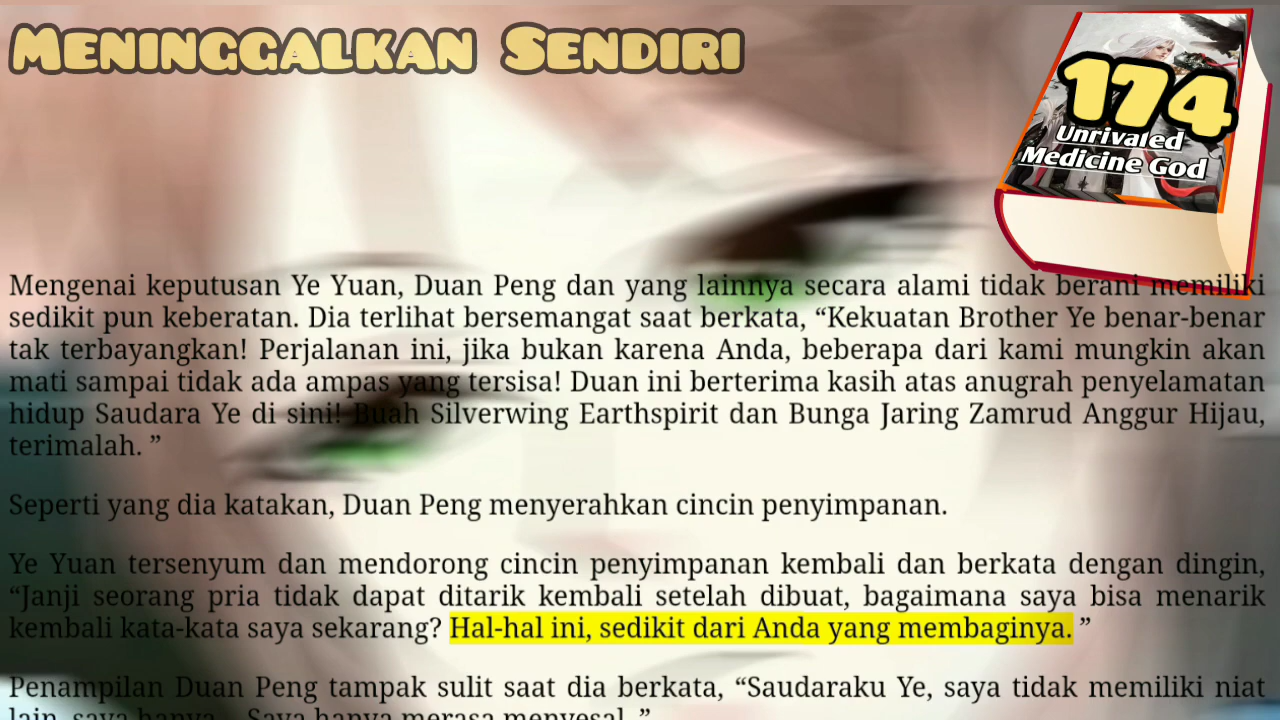 Meninggalkan Sendiri
174
Unrivaled
Medicine God
Mengenai keputusan Ye Yuan, Duan Peng dan yang lainnya secara alami tidak berani memiliki
sedikit pun keberatan. Dia terlihat bersemangat saat berkata, “Kekuatan Brother Ye benar-benar
tak terbayangkan! Perjalanan ini, jika bukan karena Anda, beberapa dari kami mungkin akan
mati sampai tidak ada ampas yang tersisa! Duan ini berterima kasih atas anugrah penyelamatan
hidup Saudara Ye di sini! Buah Silverwing Earthspirit dan Bunga Jaring Zamrud Anggur Hijau,
terimalah. ”
Seperti yang dia katakan, Duan Peng menyerahkan cincin penyimpanan.
Ye Yuan tersenyum dan mendorong cincin penyimpanan kembali dan berkata dengan dingin,
“Janji seorang pria tidak dapat ditarik kembali setelah dibuat, bagaimana saya bisa menarik
kembali kata-kata saya sekarang? Hal-hal ini, sedikit dari Anda yang membaginya. ”
Penampilan Duan Peng tampak sulit saat dia berkata, “Saudaraku Ye, saya tidak memiliki niat
lain, saya hanya... Saya hanya merasa menyesal. ”